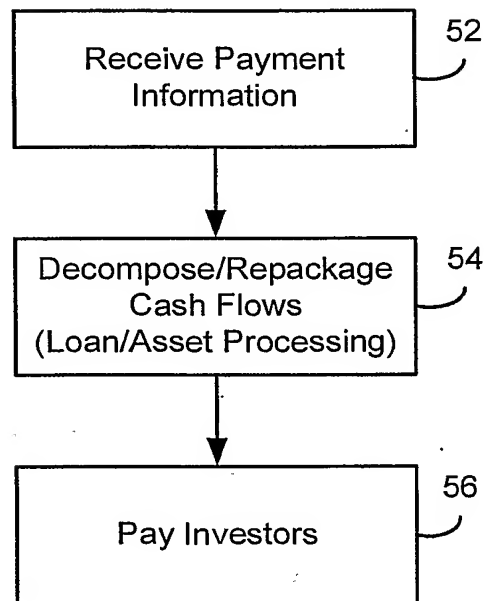 52
Receive Payment
Information
54
Decompose/Repackage
Cash Flows
(Loan/Asset Processing)
56
Pay Investors